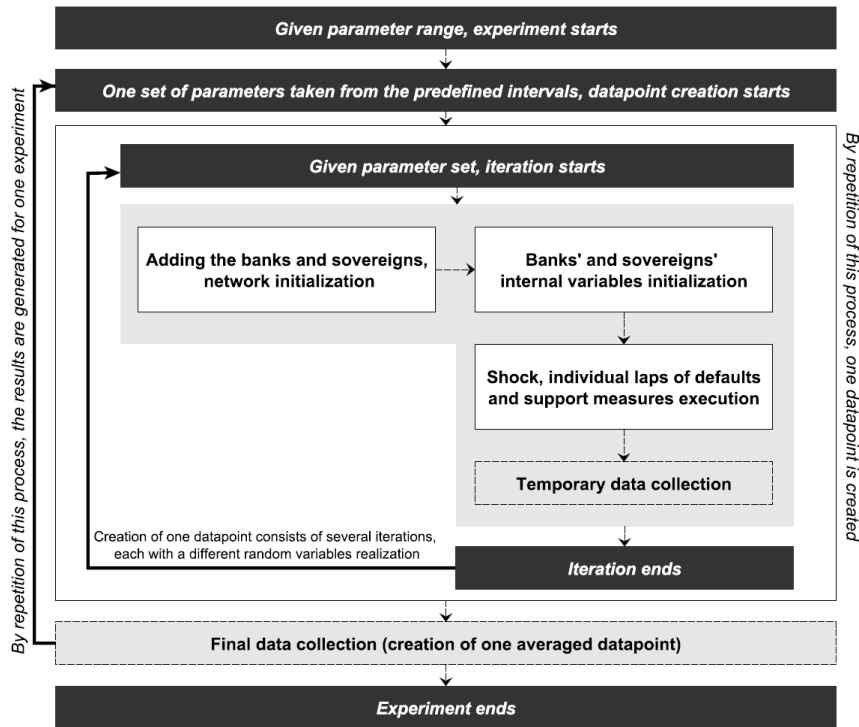 Given parameter range, experiment starts
One set of parameters taken from the predefined intervals, datapoint creation starts
By repetition of this process, the results are generated for one experiment
By repetition of this process, one datapoint is created
Given parameter set, iteration starts
Adding the banks and sovereigns,
network initialization
Banks' and sovereigns'
internal variables initialization
Shock, individual laps of defaults
and support measures execution
Temporary data collection
Creation of one datapoint consists of several iterations,
each with a different random variables realization
Iteration ends
Final data collection (creation of one averaged datapoint)
Experiment ends